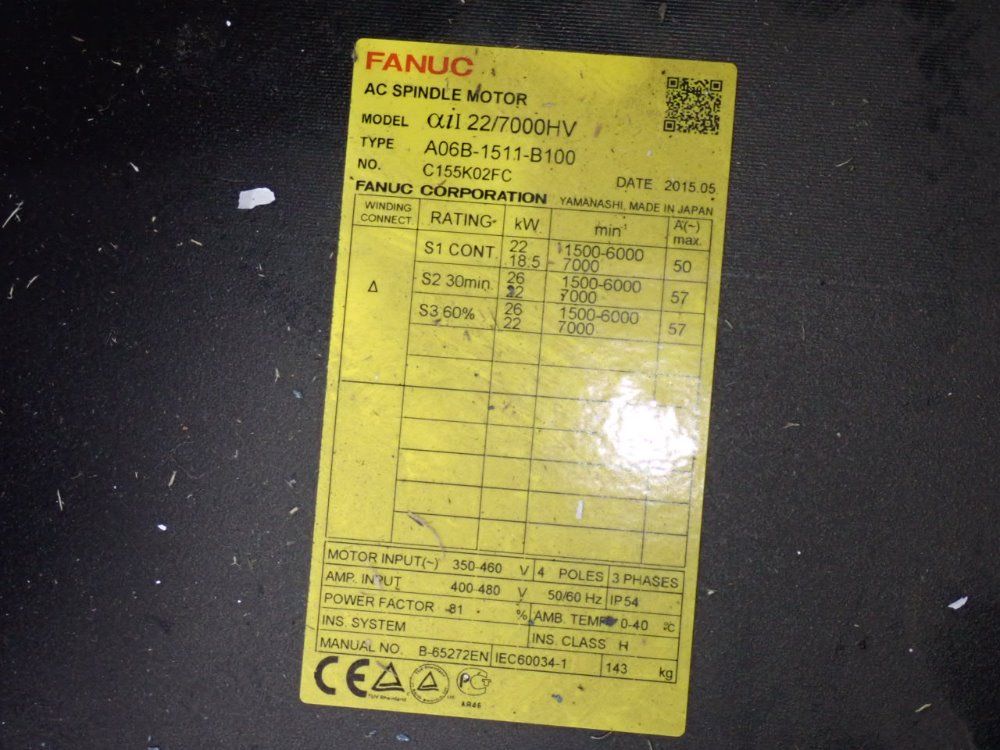 FANUC
AC SPINDLE MOTOR
MODEL αiI 22/7000HV
TYPE A06B-1511-B100
NO. C155K02FC
DATE 2015.05
FANUC CORPORATION YAMANASHI, MADE IN JAPAN
WINDING CONNECT RATING kW min⁻¹ A(~) max.
Δ
S1 CONT. 22 1500-6000 50
18.5 7000
S2 30min. 26 1500-6000 57
22 7000
S3 60% 26 1500-6000 57
22 7000
MOTOR INPUT(~) 350-460 V 4 POLES 3 PHASES
AMP. INPUT 400-480 V 50/60 Hz IP54
POWER FACTOR 81 % AMB. TEMP. 0-40 °C
INS. SYSTEM INS. CLASS H
MANUAL NO. B-65272EN IEC60034-1 143 kg
CE
TUV Rheinland